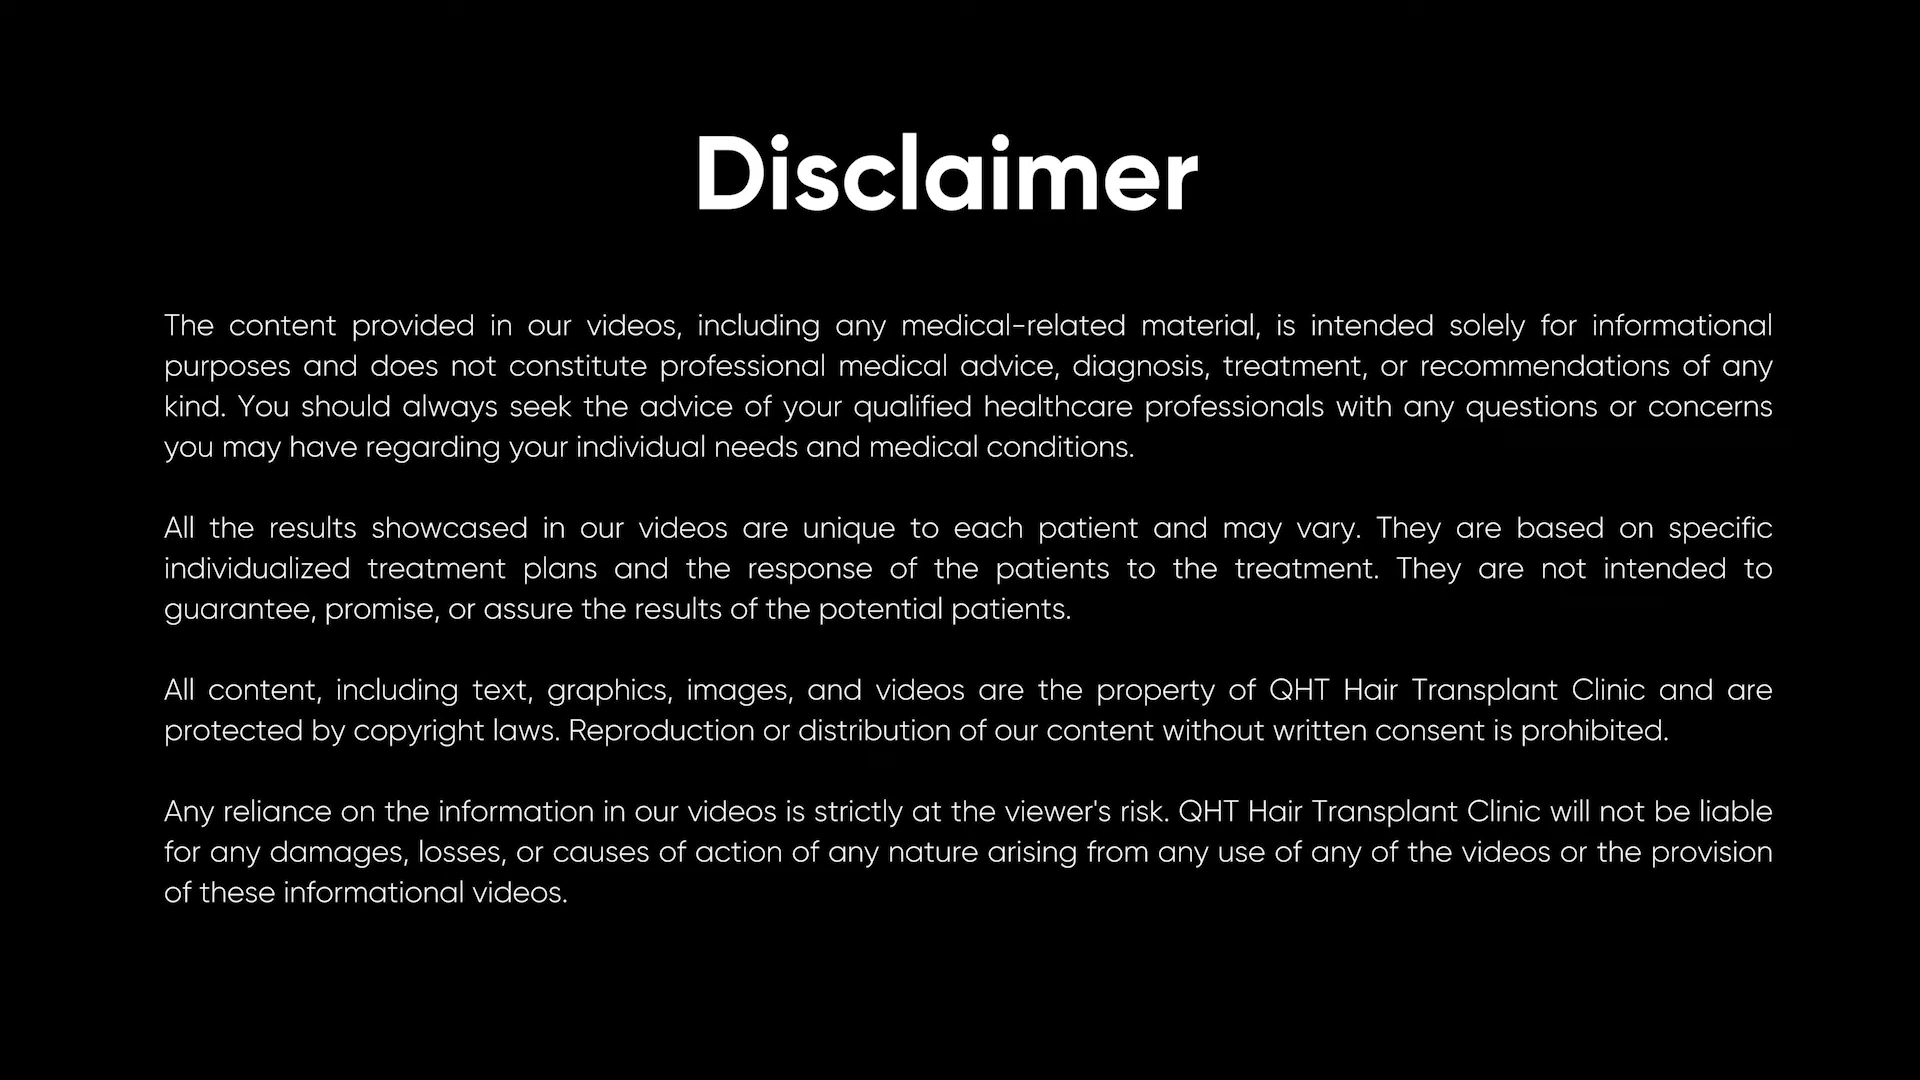 Disclaimer
The content provided in our videos, including any medical-related material, is intended solely for informational
purposes and does not constitute professional medical advice, diagnosis, treatment, or recommendations of any
kind. You should always seek the advice of your qualified healthcare professionals with any questions or concerns
you may have regarding your individual needs and medical conditions.
All the results showcased in our videos are unique to each patient and may vary. They are based on specific
individualized treatment plans and the response of the patients to the treatment. They are not intended to
guarantee, promise, or assure the results of the potential patients.
All content, including text, graphics, images, and videos are the property of QHT Hair Transplant Clinic and are
protected by copyright laws. Reproduction or distribution of our content without written consent is prohibited.
Any reliance on the information in our videos is strictly at the viewer's risk. QHT Hair Transplant Clinic will not be liable
for any damages, losses, or causes of action of any nature arising from any use of any of the videos or the provision
of these informational videos.